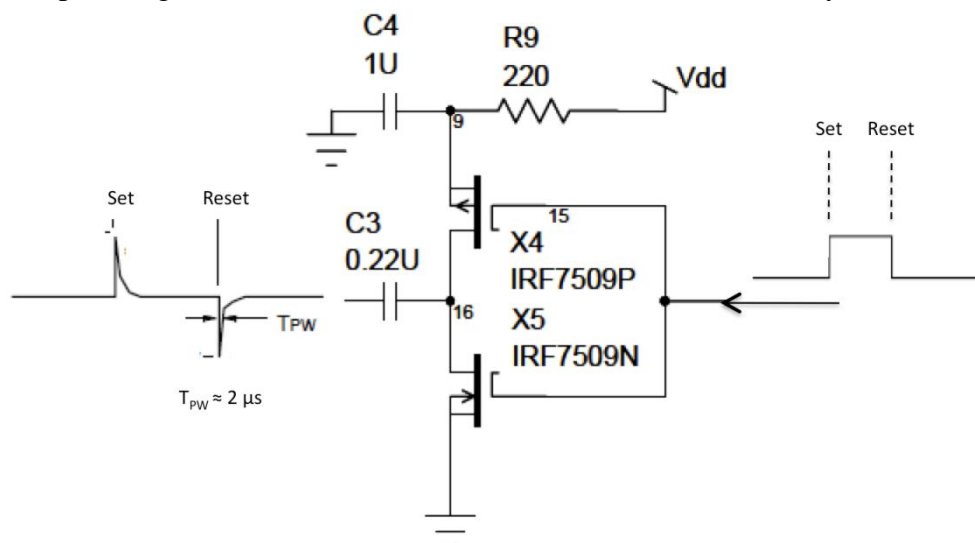 C4
1U
R9
220
Vdd
9
Set
Reset
Set
Reset
C3
0.22U
15
X4
IRF7509P
16
X5
IRF7509N
TPW
TPW ≈ 2 μs